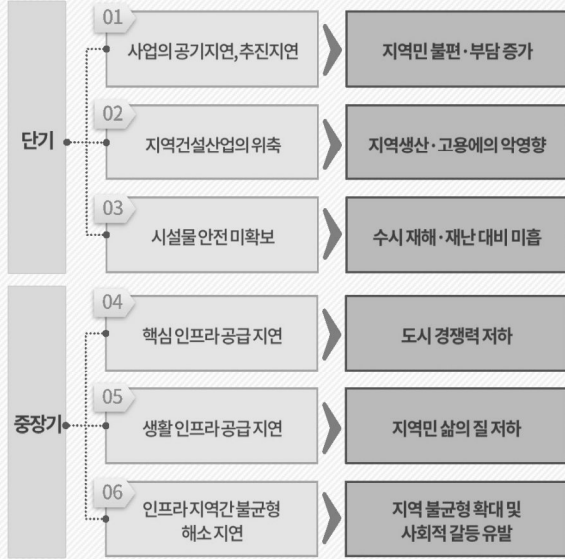 단기
01
사업의 공기지연, 추진지연
지역민 불편·부담 증가
02
지역건설산업의 위축
지역생산·고용에의 악영향
03
시설물 안전 미확보
수시 재해·재난 대비 미흡
중장기
04
핵심 인프라 공급 지연
도시 경쟁력 저하
05
생활 인프라 공급 지연
지역민 삶의 질 저하
06
인프라 지역간 불균형
해소 지연
지역 불균형 확대 및
사회적 갈등 유발